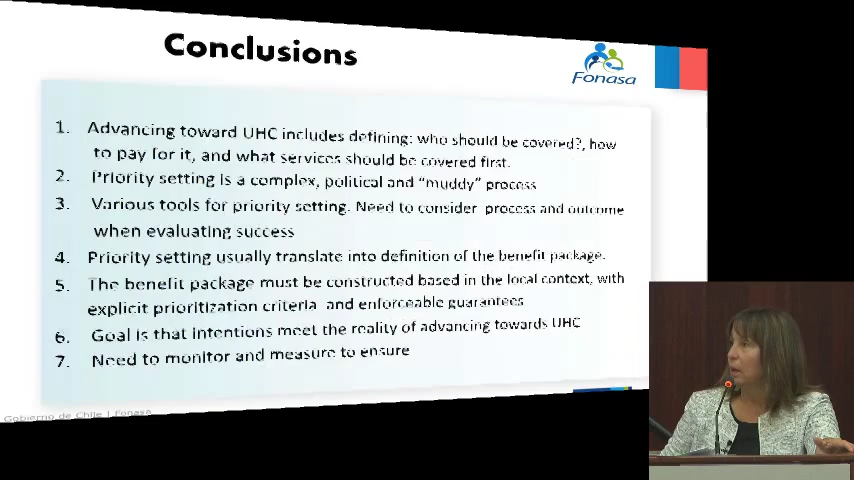 Conclusions
Fonasa
1. Advancing toward UHC includes defining: who should be covered?, how
to pay for it, and what services should be covered first.
2. Priority setting is a complex, political and "muddy" process
3. Various tools for priority setting. Need to consider process and outcome
when evaluating success
4. Priority setting usually translate into definition of the benefit package.
5. The benefit package must be constructed based in the local context, with
explicit prioritization criteria and enforceable guarantees
6. Goal is that intentions meet the reality of advancing towards UHC
7. Need to monitor and measure to ensure
Gobierno de Chile | Fonasa